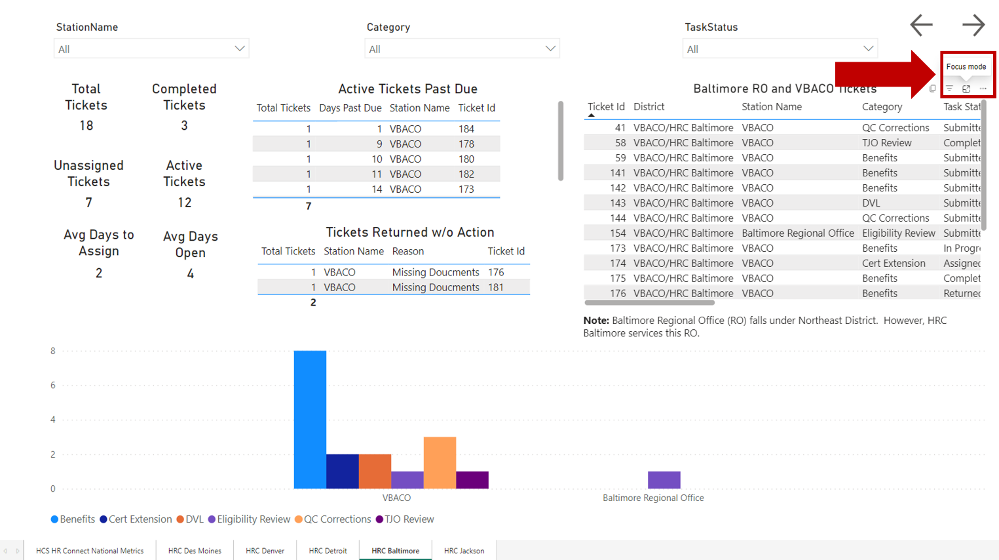 StationName
Category
TaskStatus
All
All
All
Focus mode
Total Tickets
18
Completed Tickets
3
Unassigned Tickets
7
Active Tickets
12
Avg Days to Assign
2
Avg Days Open
4
Active Tickets Past Due
Total Tickets Days Past Due Station Name Ticket Id
1 1 VBACO 184
1 9 VBACO 178
1 10 VBACO 180
1 11 VBACO 182
1 14 VBACO 173
7
Tickets Returned w/o Action
Total Tickets Station Name Reason Ticket Id
1 VBACO Missing Doucments 176
1 VBACO Missing Doucments 181
2
Baltimore RO and VBACO Tickets
Ticket Id District Station Name Category Task Stat
41 VBACO/HRC Baltimore VBACO QC Corrections Submitte
58 VBACO/HRC Baltimore VBACO TJO Review Complet
59 VBACO/HRC Baltimore VBACO Benefits Submitte
141 VBACO/HRC Baltimore VBACO Benefits Submitte
142 VBACO/HRC Baltimore VBACO Benefits Submitte
143 VBACO/HRC Baltimore VBACO DVL Submitte
144 VBACO/HRC Baltimore VBACO QC Corrections Submitte
154 VBACO/HRC Baltimore Baltimore Regional Office Eligibility Review Submitte
173 VBACO/HRC Baltimore VBACO Benefits In Progr
174 VBACO/HRC Baltimore VBACO Cert Extension Assigned
175 VBACO/HRC Baltimore VBACO Benefits Complet
176 VBACO/HRC Baltimore VBACO Benefits Returned
Note: Baltimore Regional Office (RO) falls under Northeast District. However, HRC
Baltimore services this RO.
8
6
4
2
0
VBACO
Baltimore Regional Office
Benefits Cert Extension DVL Eligibility Review QC Corrections TJO Review
HCS HR Connect National Metrics HRC Des Moines HRC Denver HRC Detroit HRC Baltimore HRC Jackson